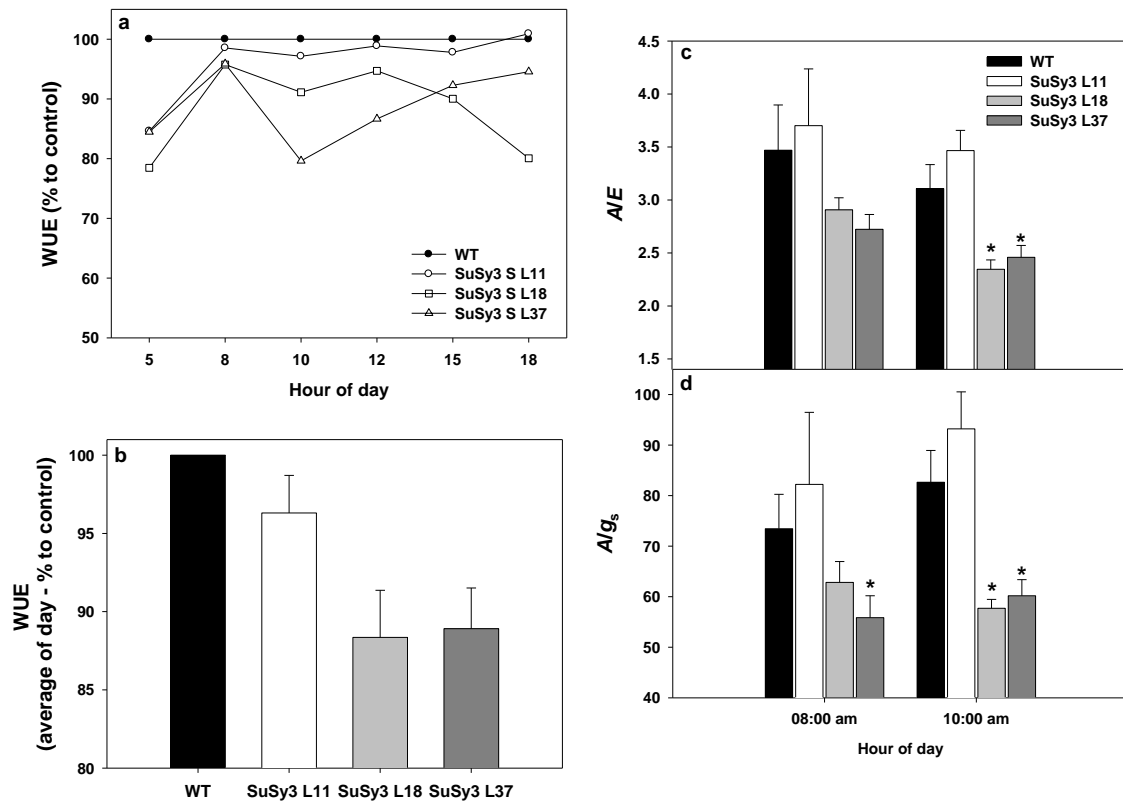 a
WUE (% to control)
100
90
80
70
60
50
WT
SuSy3 S L11
SuSy3 S L18
SuSy3 S L37
5 8 10 12 15 18
Hour of day
b
WUE
(average of day - % to control)
100
95
90
85
80
WT SuSy3 L11 SuSy3 L18 SuSy3 L37
c
A/E
4.5
4.0
3.5
3.0
2.5
2.0
1.5
WT
SuSy3 L11
SuSy3 L18
SuSy3 L37
* *
d
A/gs
100
90
80
70
60
50
40
* * *
08:00 am 10:00 am
Hour of day